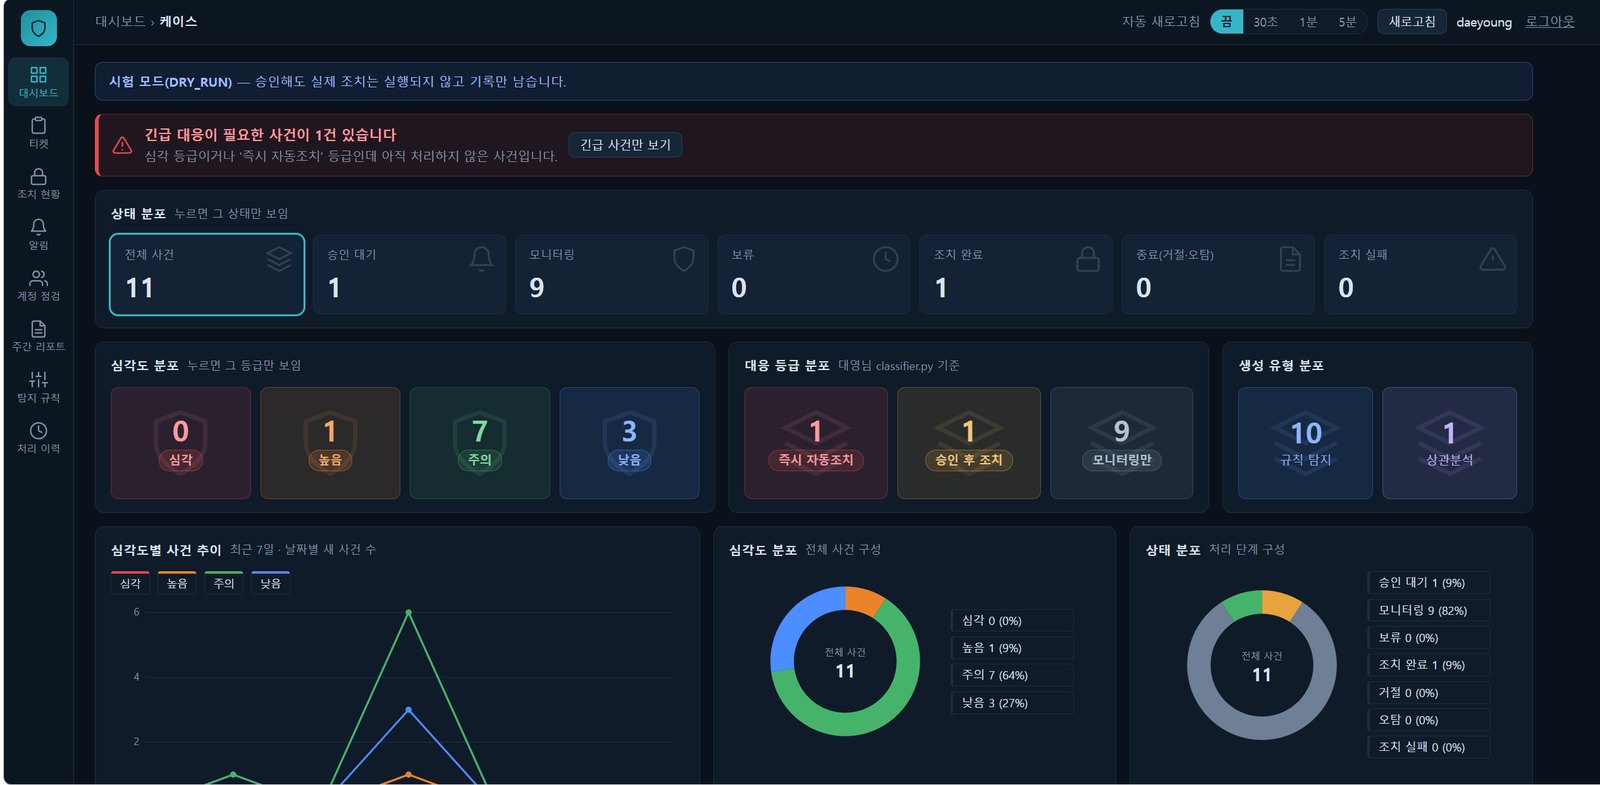 대시보드 › 케이스
자동 새로고침 끔 30초 1분 5분 새로고침 daeyoung 로그아웃
대시보드
티켓
조치 현황
알림
계정 점검
주간 리포트
탐지 규칙
처리 이력
시험 모드(DRY_RUN) — 승인해도 실제 조치는 실행되지 않고 기록만 남습니다.
긴급 대응이 필요한 사건이 1건 있습니다
심각 등급이거나 '즉시 자동조치' 등급인데 아직 처리하지 않은 사건입니다.
긴급 사건만 보기
상태 분포 누르면 그 상태만 보임
전체 사건
11
승인 대기
1
모니터링
9
보류
0
조치 완료
1
종료(거절·오탐)
0
조치 실패
0
심각도 분포 누르면 그 등급만 보임
0
심각
1
높음
7
주의
3
낮음
대응 등급 분포 대영님 classifier.py 기준
1
즉시 자동조치
1
승인 후 조치
9
모니터링만
생성 유형 분포
10
규칙 탐지
1
상관분석
심각도별 사건 추이 최근 7일 · 날짜별 새 사건 수
심각 높음 주의 낮음
6
4
2
심각도 분포 전체 사건 구성
전체 사건
11
심각 0 (0%)
높음 1 (9%)
주의 7 (64%)
낮음 3 (27%)
상태 분포 처리 단계 구성
전체 사건
11
승인 대기 1 (9%)
모니터링 9 (82%)
보류 0 (0%)
조치 완료 1 (9%)
거절 0 (0%)
오탐 0 (0%)
조치 실패 0 (0%)